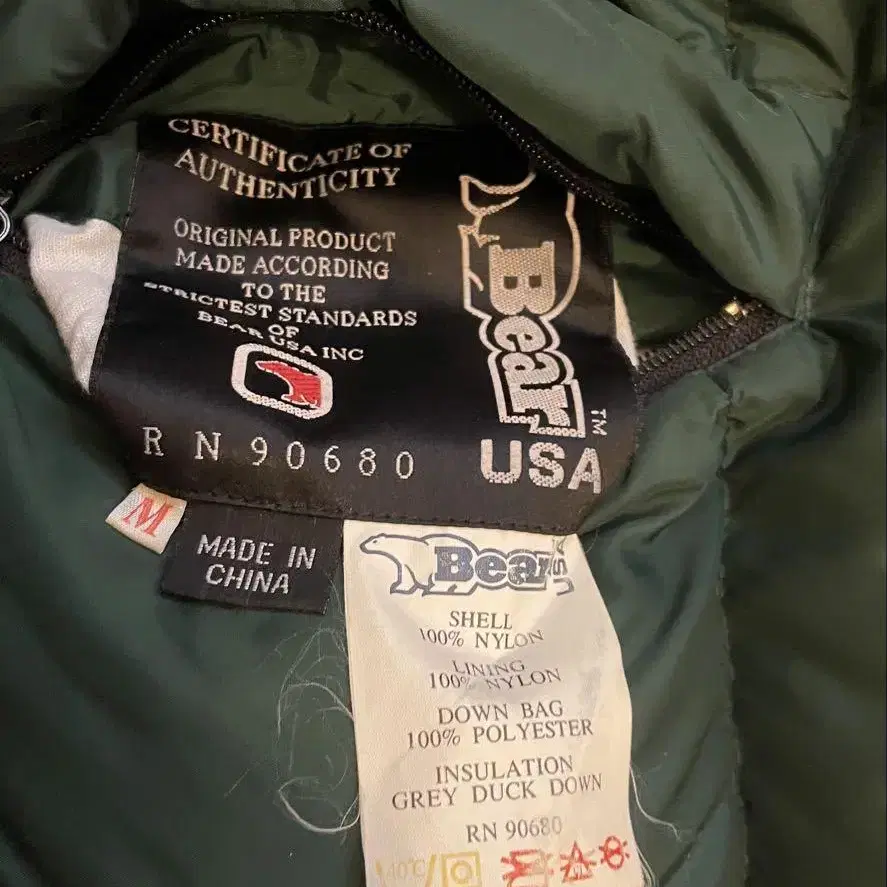 CERTIFICATE OF
AUTHENTICITY
ORIGINAL PRODUCT
MADE ACCORDING
TO THE
STRICTEST STANDARDS
OF
BEAR USA INC
RN 90680
Bear
TM
USA
M
MADE IN
CHINA
Bear USA
SHELL
100% NYLON
LINING
100% NYLON
DOWN BAG
100% POLYESTER
INSULATION
GREY DUCK DOWN
RN 90680
40°C